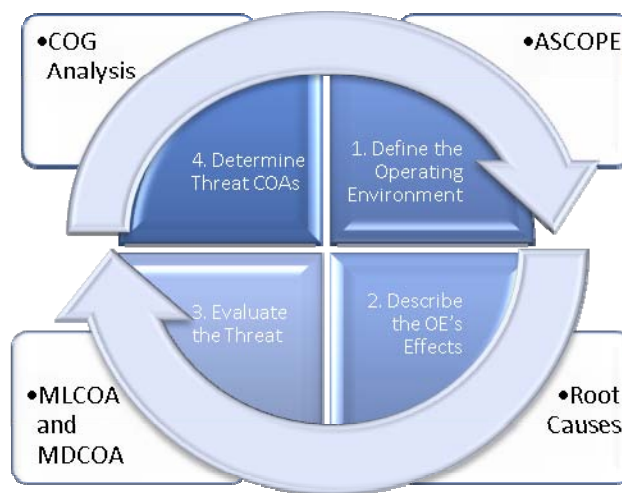 •COG
Analysis
•ASCOPE
4. Determine
Threat COAs
1. Define the
Operating
Environment
3. Evaluate
the Threat
2. Describe
the OE's
Effects
•MLCOA
and
MDCOA
•Root
Causes